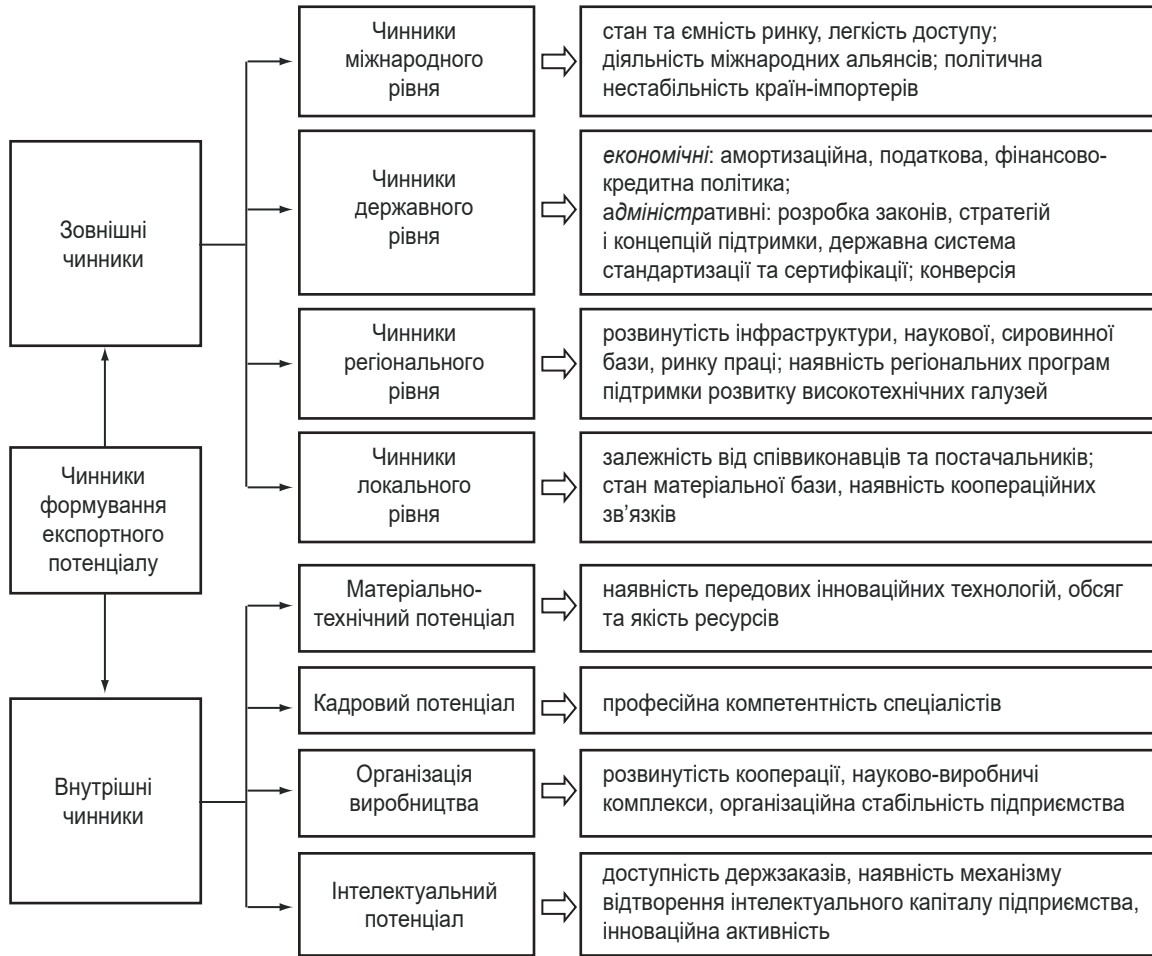 Чинники
міжнародного
рівня
стан та ємність ринку, легкість доступу;
діяльність міжнародних альянсів; політична
нестабільність країн-імпортерів
Зовнішні
чинники
Чинники
державного
рівня
економічні: амортизаційна, податкова, фінансово-
кредитна політика;
адміністративні: розробка законів, стратегій
і концепцій підтримки, державна система
стандартизації та сертифікації; конверсія
Чинники
регіонального
рівня
розвинутість інфраструктури, наукової, сировинної
бази, ринку праці; наявність регіональних програм
підтримки розвитку високотехнічних галузей
Чинники
формування
експортного
потенціалу
Чинники
локального
рівня
залежність від співвиконавців та постачальників;
стан матеріальної бази, наявність коопераційних
зв’язків
Матеріально-
технічний потенціал
наявність передових інноваційних технологій, обсяг
та якість ресурсів
Кадровий потенціал
професійна компетентність спеціалістів
Внутрішні
чинники
Організація
виробництва
розвинутість кооперації, науково-виробничі
комплекси, організаційна стабільність підприємства
Інтелектуальний
потенціал
доступність держзаказів, наявність механізму
відтворення інтелектуального капіталу підприємства,
інноваційна активність